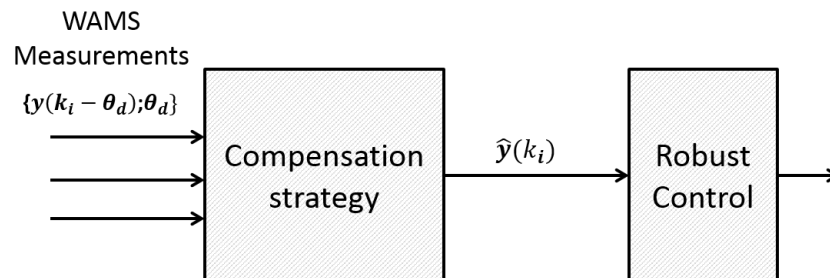 WAMS
Measurements
{y(k_i − θ_d);θ_d}
Compensation
strategy
ŷ(k_i)
Robust
Control